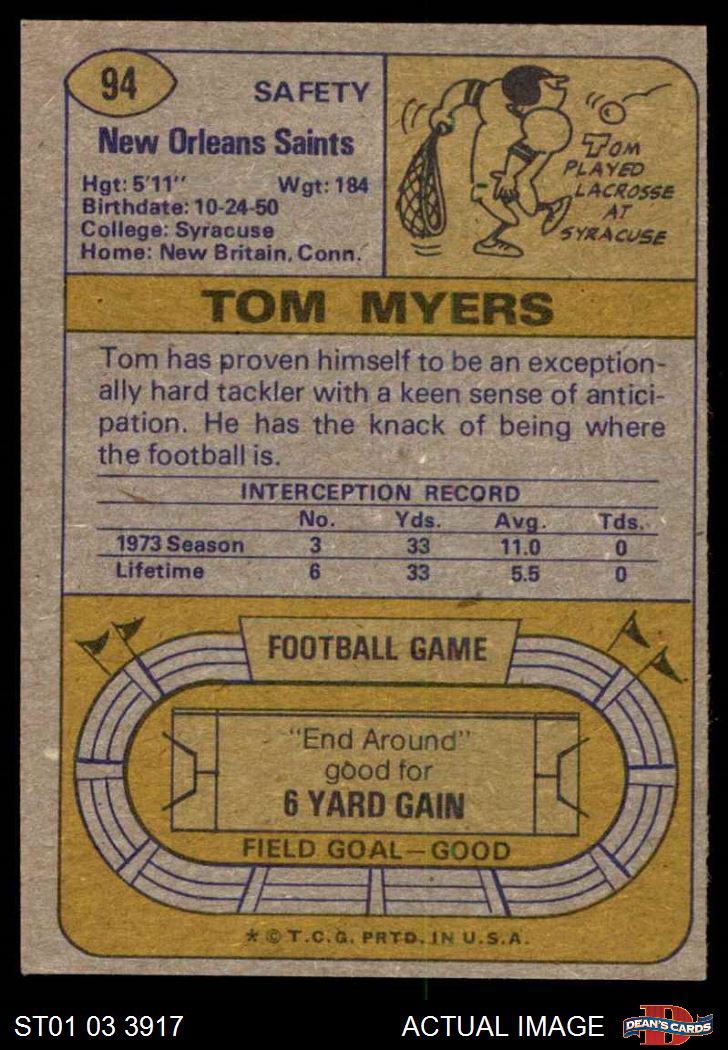 94
SAFETY
New Orleans Saints
Hgt: 5'11"   Wgt: 184
Birthdate: 10-24-50
College: Syracuse
Home: New Britain, Conn.
TOM
PLAYED
LACROSSE
AT
SYRACUSE
TOM MYERS
Tom has proven himself to be an exception-
ally hard tackler with a keen sense of antici-
pation. He has the knack of being where
the football is.
INTERCEPTION RECORD
No. Yds. Avg. Tds.
1973 Season 3 33 11.0 0
Lifetime 6 33 5.5 0
FOOTBALL GAME
"End Around"
good for
6 YARD GAIN
FIELD GOAL—GOOD
* © T.C.G. PRTD. IN U.S.A.
ST01 03 3917 ACTUAL IMAGE
D
DEAN'S CARDS